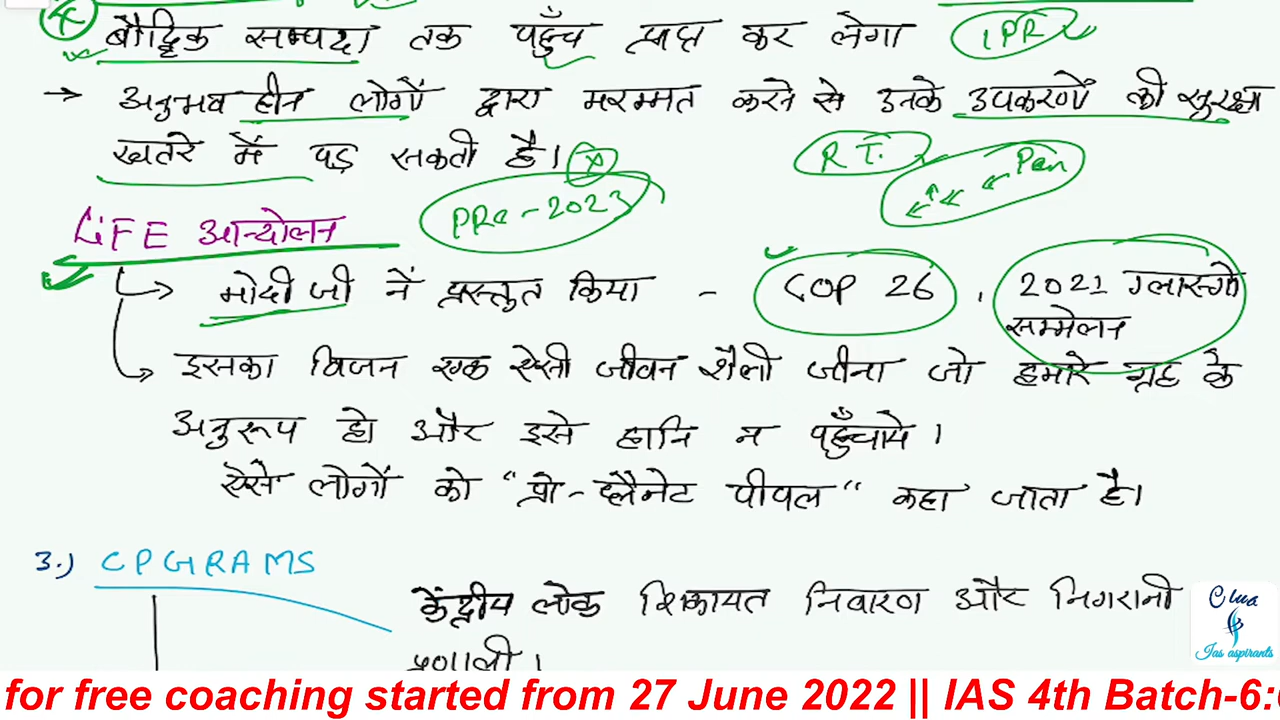 बौद्धिक सम्पदा तक पहुँच प्राप्त कर लेगा IPR
→ अनुभव हीन लोगों द्वारा मरम्मत करने से उनके उपकरणों की सुरक्षा
खतरे में पड़ सकती है। R T. Pen
LiFE आन्दोलन PRe-2023
मोदी जी नें प्रस्तुत किया - COP 26, 2021 ग्लास्गो
सम्मेलन
इसका विजन एक ऐसी जीवन शैली जीना जो हमारे ग्रह के
अनुरूप हो और इसे हानि न पहुँचाये।
ऐसे लोगों को "प्रो-प्लैनेट पीपल" कहा जाता है।
3.) CPGRAMS
केंद्रीय लोक शिकायत निवारण और निगरानी
प्रणाली।
Ias aspirants
for free coaching started from 27 June 2022 || IAS 4th Batch-6: